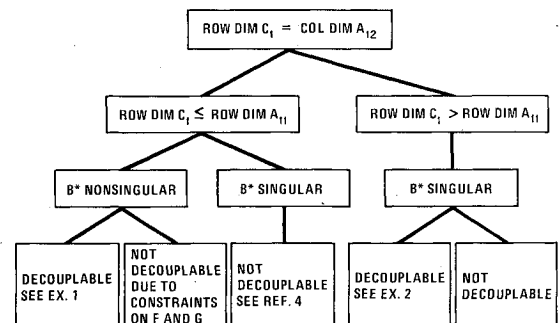 ROW DIM C₁ = COL DIM A₁₂
ROW DIM C₁ ≤ ROW DIM A₁₁
ROW DIM C₁ > ROW DIM A₁₁
B* NONSINGULAR
B* SINGULAR
B* SINGULAR
DECOUPLABLE
SEE EX. 1
NOT
DECOUPLABLE
DUE TO
CONSTRAINTS
ON F AND G
NOT
DECOUPLABLE
SEE REF. 4
DECOUPLABLE
SEE EX. 2
NOT
DECOUPLABLE